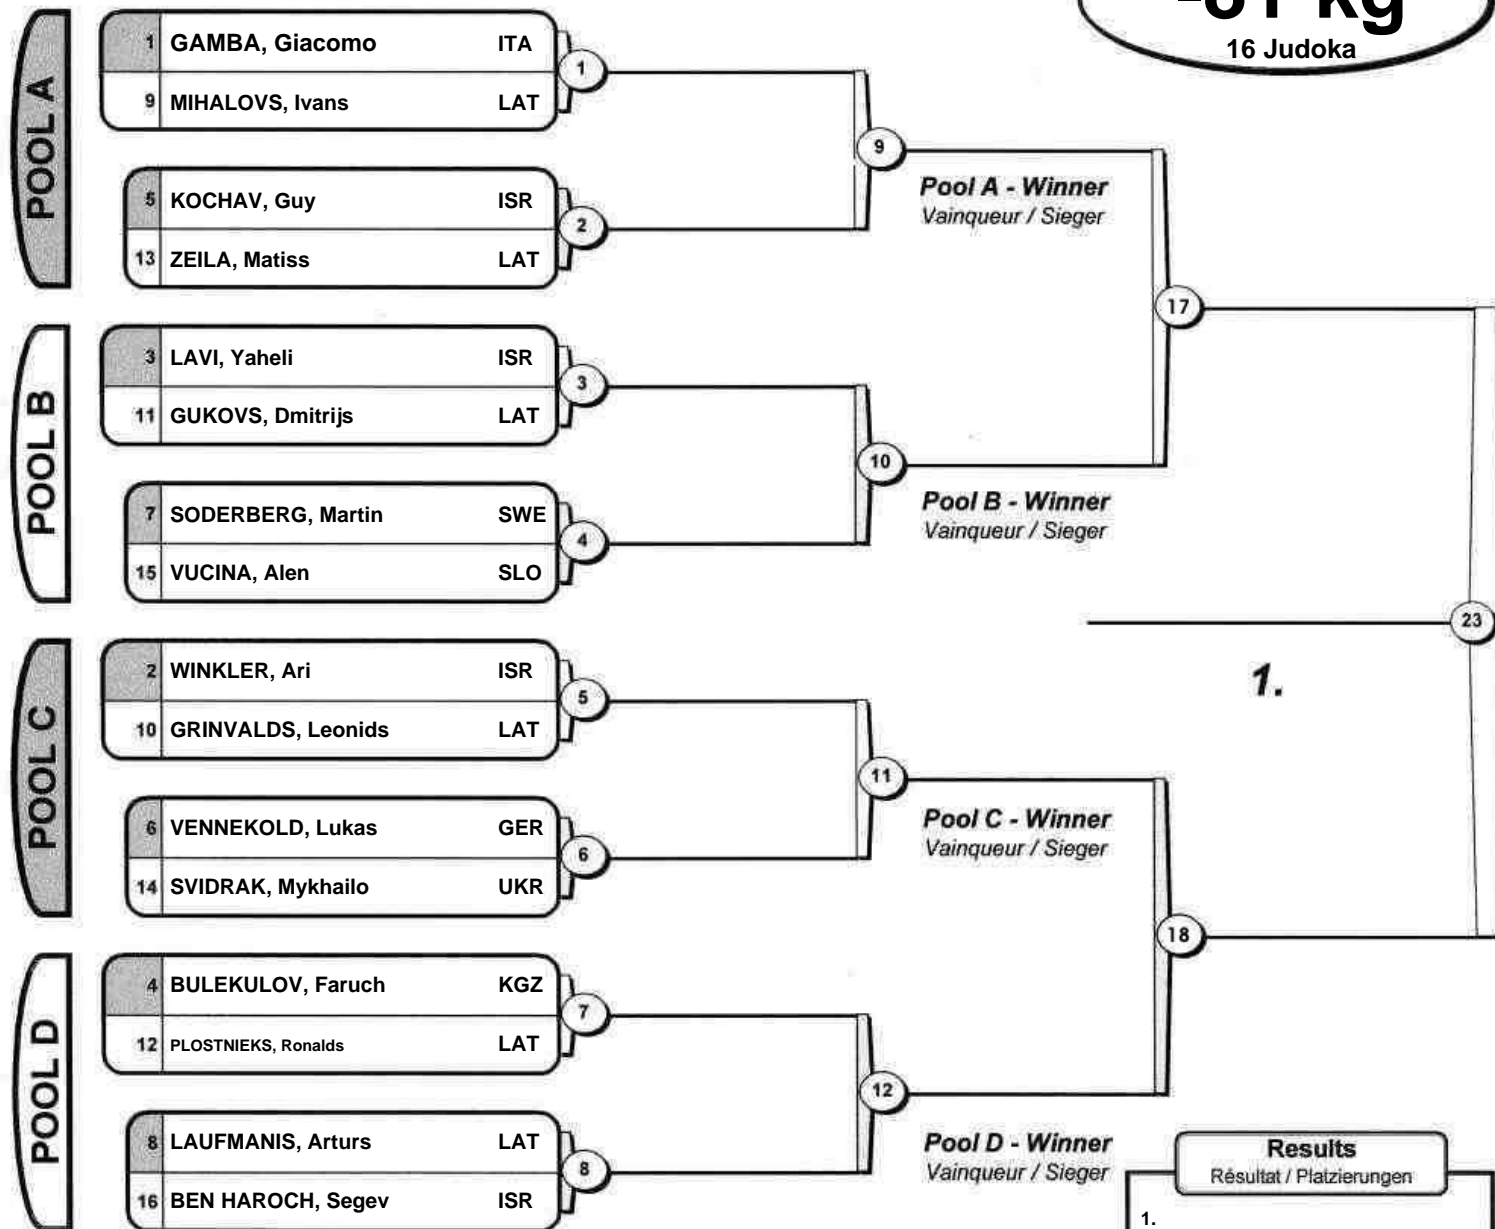 -81 kg
16 Judoka
POOL A
1 GAMBA, Giacomo ITA
9 MIHALOVS, Ivans LAT
1
5 KOCHAV, Guy ISR
13 ZEILA, Matiss LAT
2
9
Pool A - Winner
Vainqueur / Sieger
17
POOL B
3 LAVI, Yaheli ISR
11 GUKOVS, Dmitrijs LAT
3
7 SODERBERG, Martin SWE
15 VUCINA, Alen SLO
4
10
Pool B - Winner
Vainqueur / Sieger
23
1.
POOL C
2 WINKLER, Ari ISR
10 GRINVALDS, Leonids LAT
5
6 VENNEKOLD, Lukas GER
14 SVIDRAK, Mykhailo UKR
6
11
Pool C - Winner
Vainqueur / Sieger
18
POOL D
4 BULEKULOV, Faruch KGZ
12 PLOSTNIEKS, Ronalds LAT
7
8 LAUFMANIS, Arturs LAT
16 BEN HAROCH, Segev ISR
8
12
Pool D - Winner
Vainqueur / Sieger
Results
Résultat / Platzierungen
1.